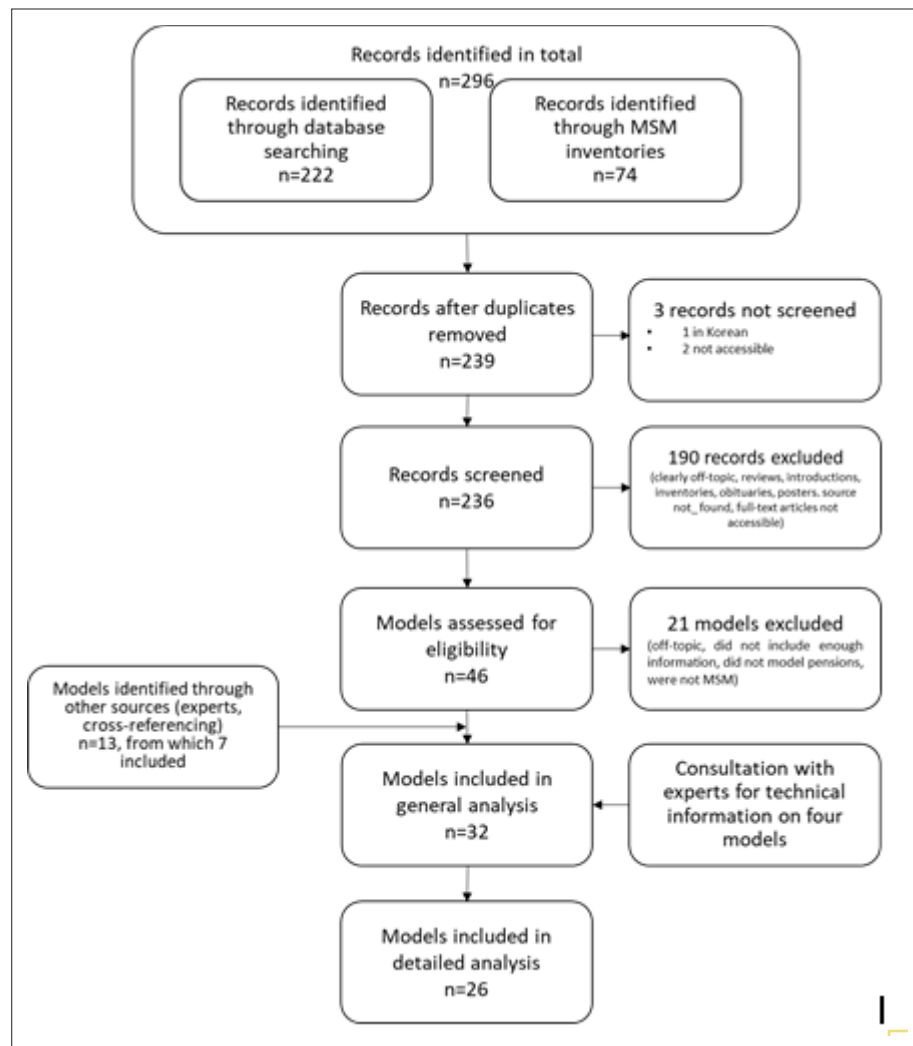 Records identified in total
n=296
Records identified
through database
searching
n=222
Records identified
through MSM
inventories
n=74
Records after duplicates
removed
n=239
3 records not screened
• 1 in Korean
• 2 not accessible
Records screened
n=236
190 records excluded
(clearly off-topic, reviews, introductions,
inventories, obituaries, posters. source
not_found, full-text articles not
accessible)
Models assessed for
eligibility
n=46
21 models excluded
(off-topic, did not include enough
information, did not model pensions,
were not MSM)
Models identified through
other sources (experts,
cross-referencing)
n=13, from which 7
included
Models included in
general analysis
n=32
Consultation with
experts for technical
information on four
models
Models included in
detailed analysis
n=26